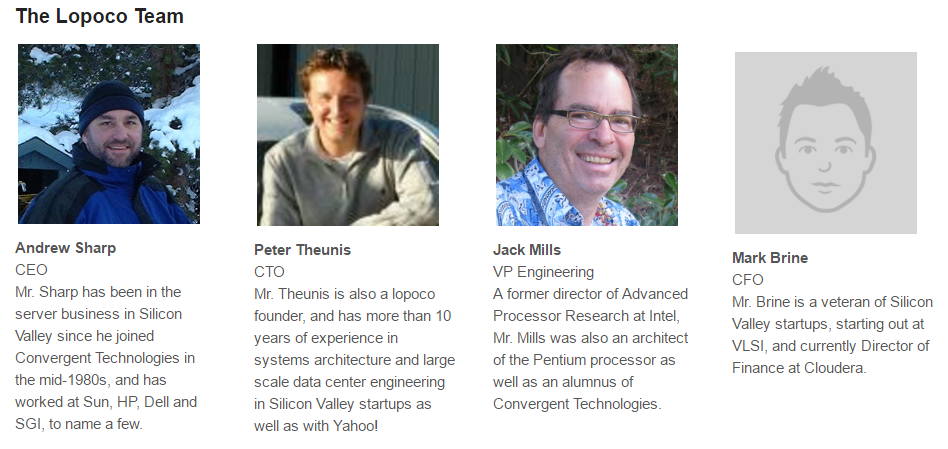 The Lopoco Team
Andrew Sharp
CEO
Mr. Sharp has been in the
server business in Silicon
Valley since he joined
Convergent Technologies in
the mid-1980s, and has
worked at Sun, HP, Dell and
SGI, to name a few.
Peter Theunis
CTO
Mr. Theunis is also a lopoco
founder, and has more than 10
years of experience in
systems architecture and large
scale data center engineering
in Silicon Valley startups as
well as with Yahoo!
Jack Mills
VP Engineering
A former director of Advanced
Processor Research at Intel,
Mr. Mills was also an architect
of the Pentium processor as
well as an alumnus of
Convergent Technologies.
Mark Brine
CFO
Mr. Brine is a veteran of Silicon
Valley startups, starting out at
VLSI, and currently Director of
Finance at Cloudera.